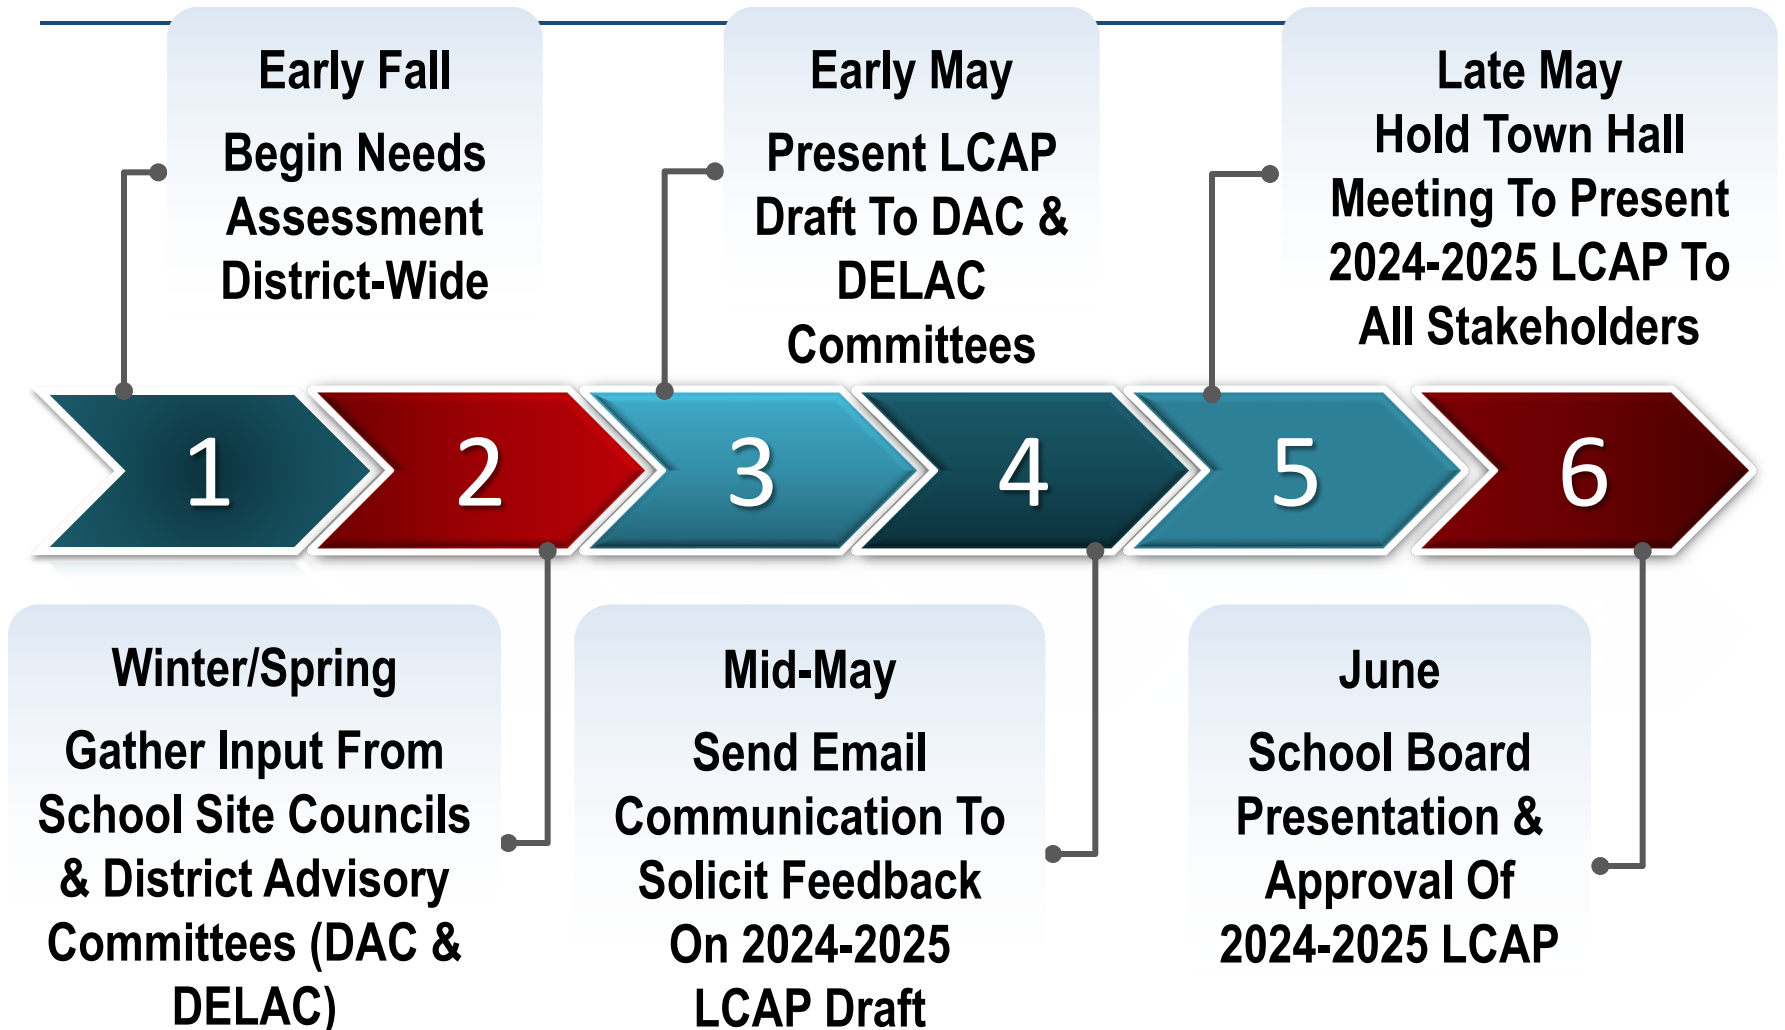 Early Fall
Begin Needs
Assessment
District-Wide
Early May
Present LCAP
Draft To DAC &
DELAC
Committees
Late May
Hold Town Hall
Meeting To Present
2024-2025 LCAP To
All Stakeholders
1
2
3
4
5
6
Winter/Spring
Gather Input From
School Site Councils
& District Advisory
Committees (DAC &
DELAC)
Mid-May
Send Email
Communication To
Solicit Feedback
On 2024-2025
LCAP Draft
June
School Board
Presentation &
Approval Of
2024-2025 LCAP